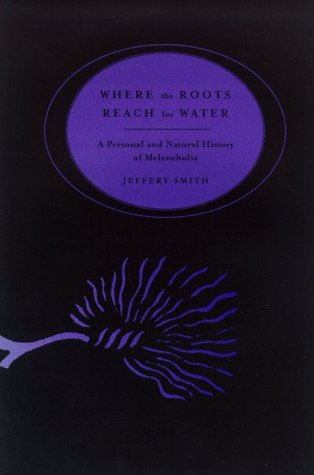 WHERE the ROOTS
REACH for WATER
A Personal and Natural History
of Melancholia
JEFFERY SMITH